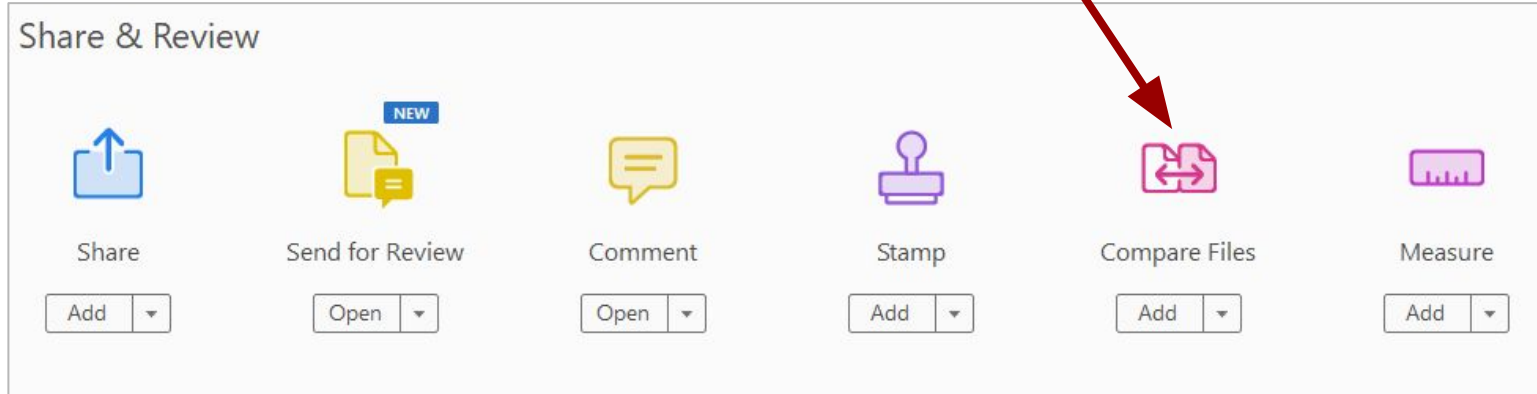 Share & Review
NEW
Share Send for Review Comment Stamp Compare Files Measure
Add Open Open Add Add Add